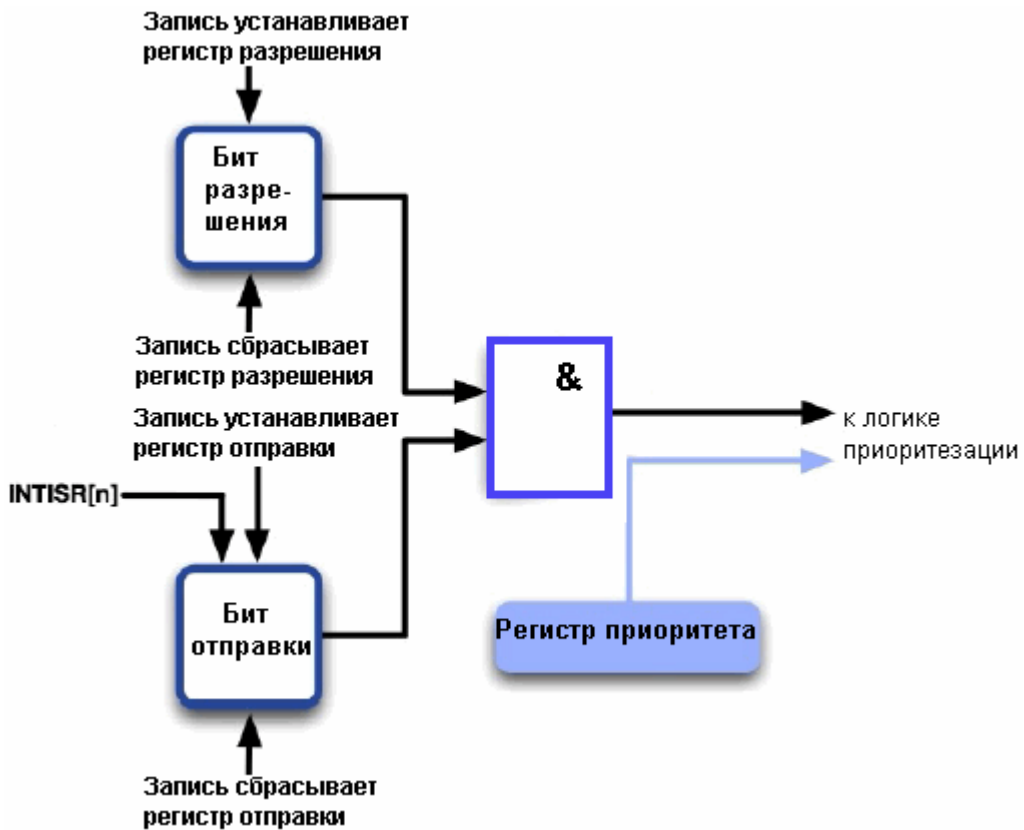 Запись устанавливает
регистр разрешения
Бит
разре-
шения
Запись сбрасывает
регистр разрешения
Запись устанавливает
регистр отправки
&
к логике
приоритезации
INTISR[n]
Бит
отправки
Регистр приоритета
Запись сбрасывает
регистр отправки